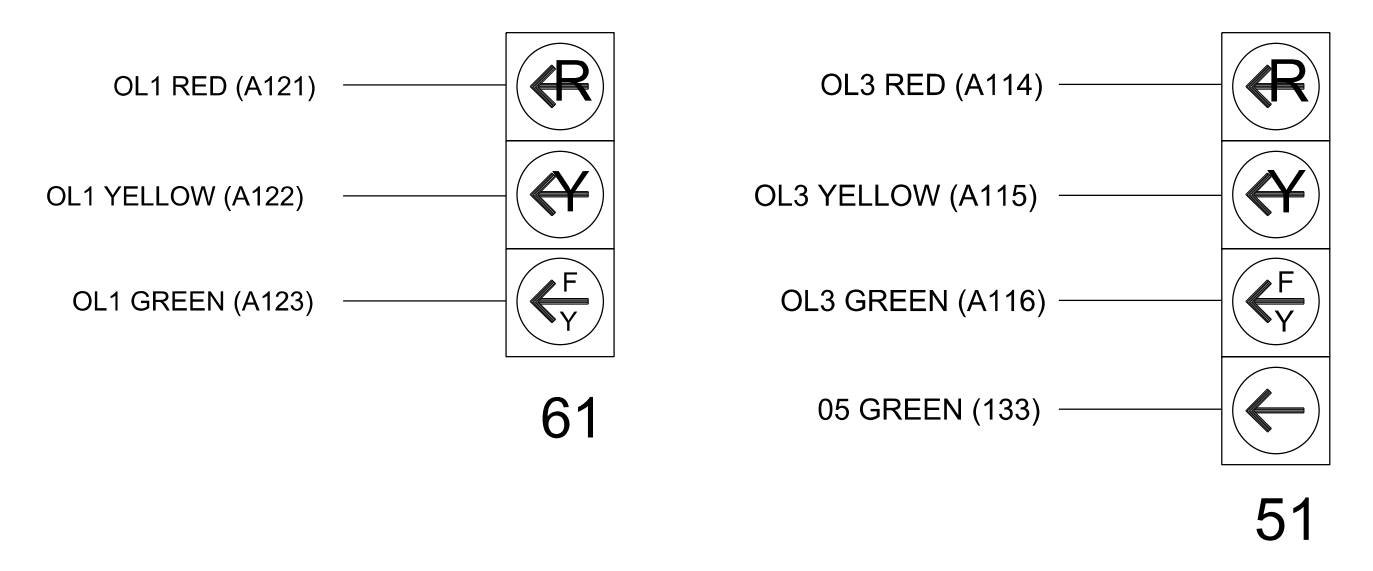 OL1 RED (A121)
R
OL1 YELLOW (A122)
Y
OL1 GREEN (A123)
F
Y
61
OL3 RED (A114)
R
OL3 YELLOW (A115)
Y
OL3 GREEN (A116)
F
Y
05 GREEN (133)
51